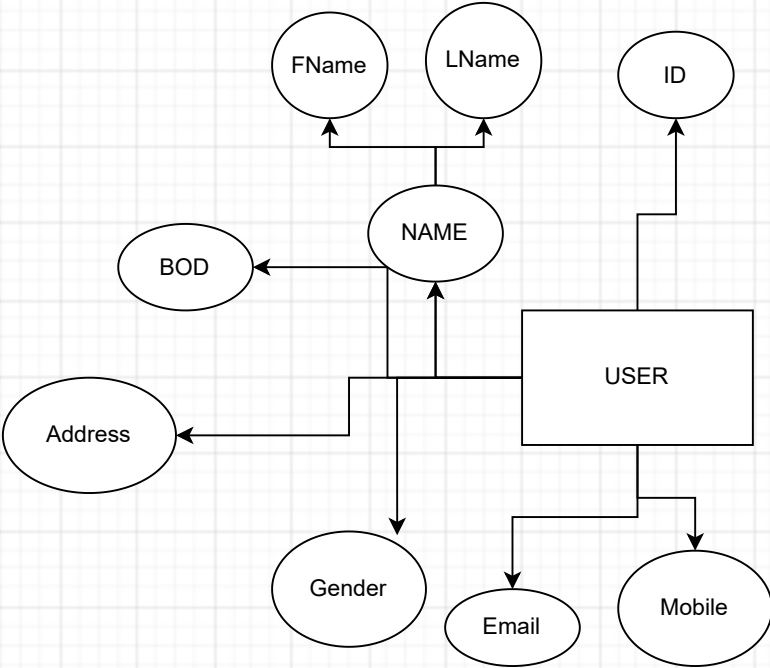 FName
LName
ID
NAME
BOD
USER
Address
Gender
Email
Mobile